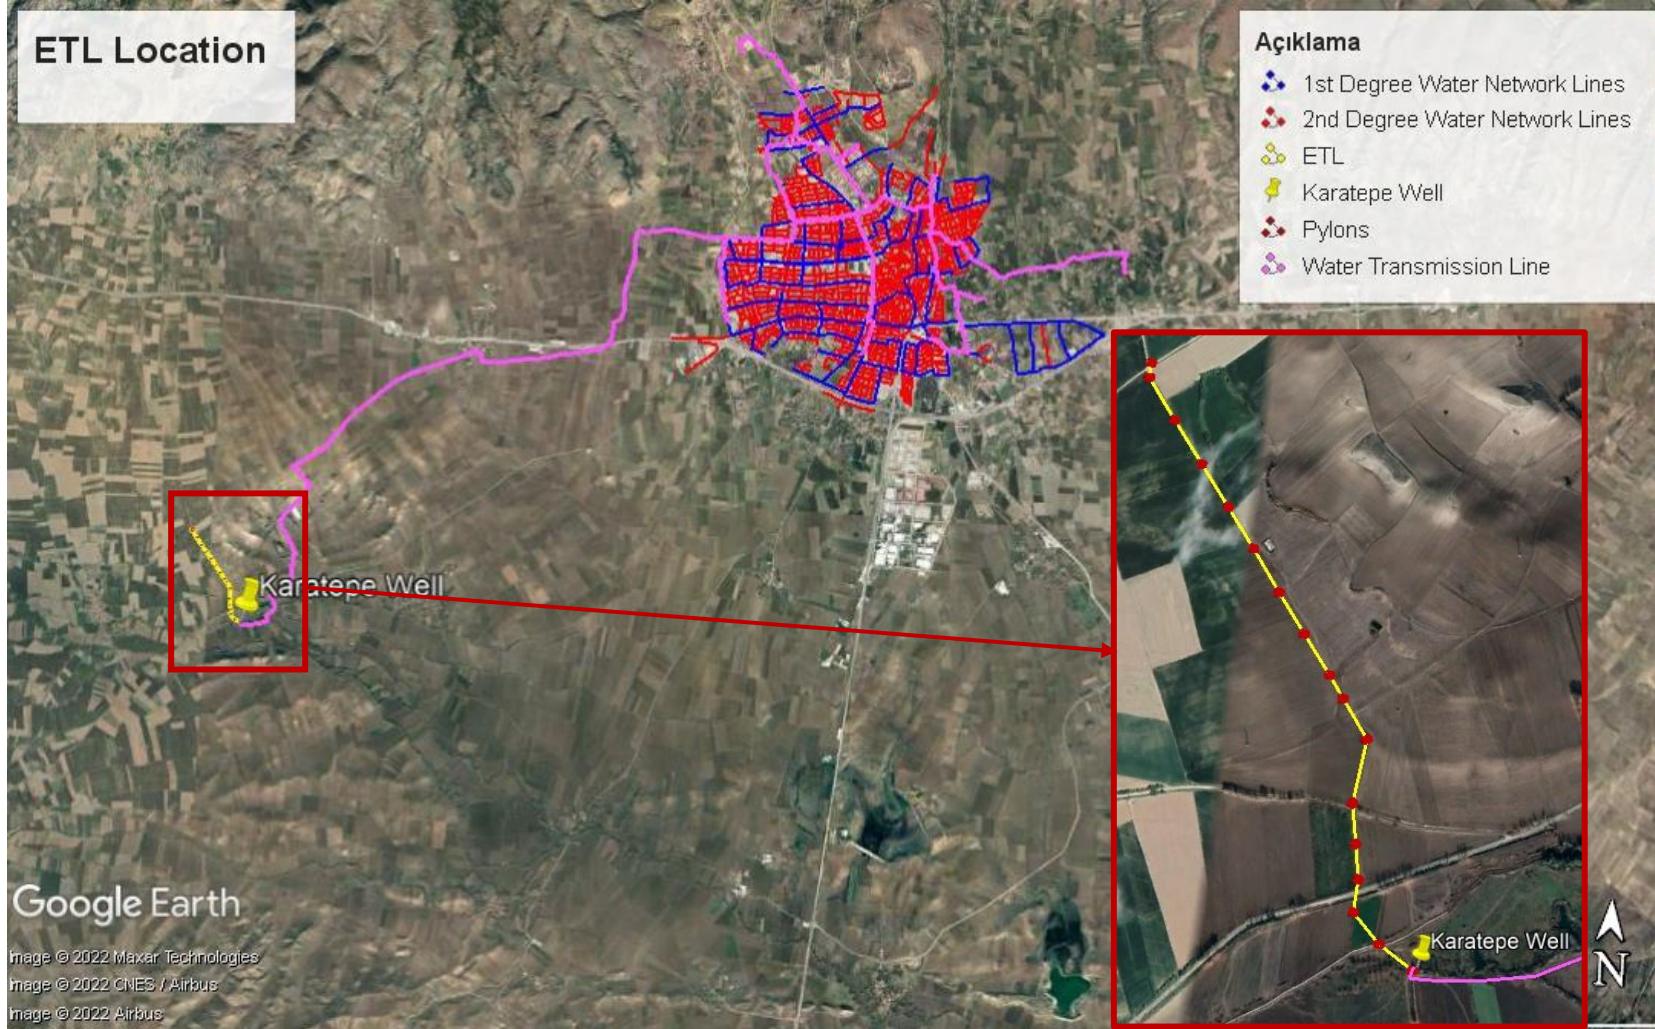 ETL Location
Açıklama
1st Degree Water Network Lines
2nd Degree Water Network Lines
ETL
Karatepe Well
Pylons
Water Transmission Line
Karatepe Well
Karatepe Well
N
Google Earth
Image © 2022 Maxar Technologies
Image © 2022 CNES / Airbus
Image © 2022 Airbus